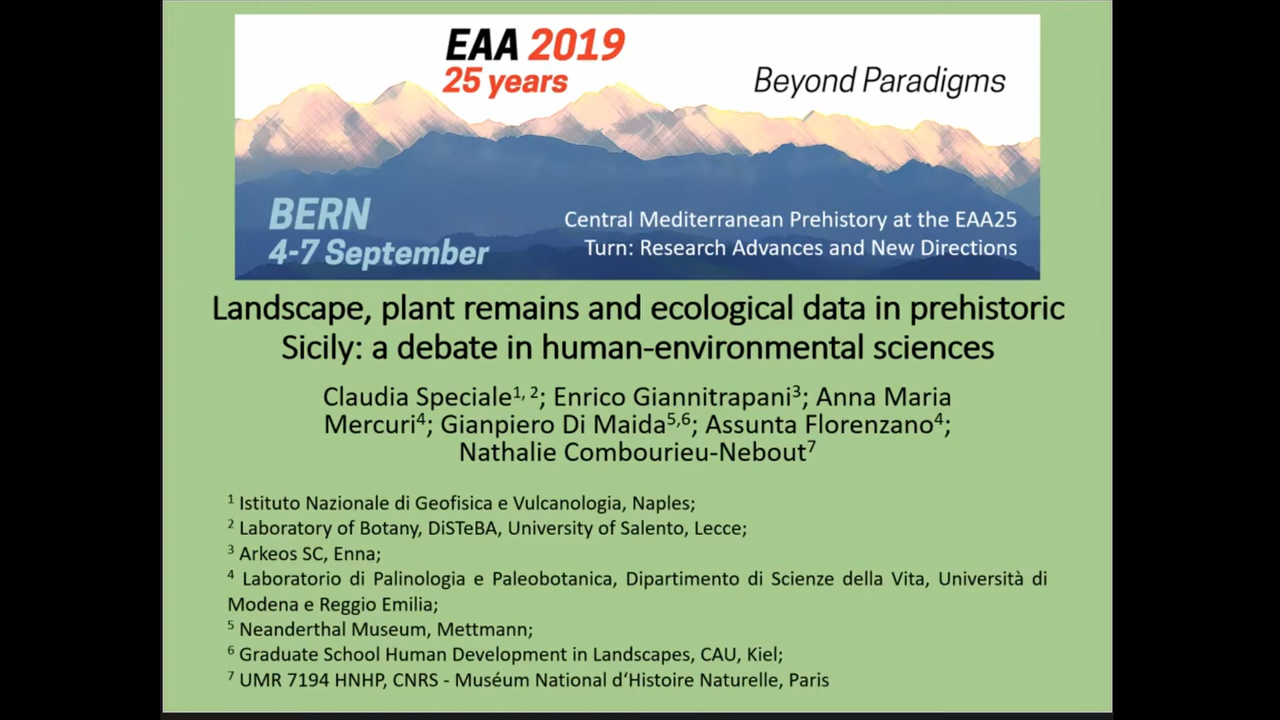 EAA 2019
25 years
Beyond Paradigms
BERN
4-7 September
Central Mediterranean Prehistory at the EAA25
Turn: Research Advances and New Directions
Landscape, plant remains and ecological data in prehistoric
Sicily: a debate in human-environmental sciences
Claudia Speciale1, 2; Enrico Giannitrapani3; Anna Maria
Mercuri4; Gianpiero Di Maida5,6; Assunta Florenzano4;
Nathalie Combourieu-Nebout7
1 Istituto Nazionale di Geofisica e Vulcanologia, Naples;
2 Laboratory of Botany, DiSTeBA, University of Salento, Lecce;
3 Arkeos SC, Enna;
4 Laboratorio di Palinologia e Paleobotanica, Dipartimento di Scienze della Vita, Università di
Modena e Reggio Emilia;
5 Neanderthal Museum, Mettmann;
6 Graduate School Human Development in Landscapes, CAU, Kiel;
7 UMR 7194 HNHP, CNRS - Muséum National d‘Histoire Naturelle, Paris